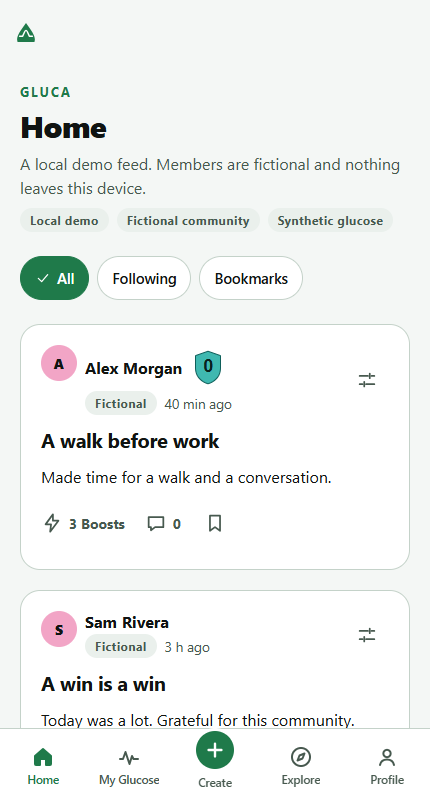 GLUCA
Home
A local demo feed. Members are fictional and nothing
leaves this device.
Local demo
Fictional community
Synthetic glucose
All
Following
Bookmarks
A
Alex Morgan
0
Fictional
40 min ago
A walk before work
Made time for a walk and a conversation.
3 Boosts
0
S
Sam Rivera
Fictional
3 h ago
A win is a win
Today was a lot. Grateful for this community.
Home
My Glucose
Create
Explore
Profile